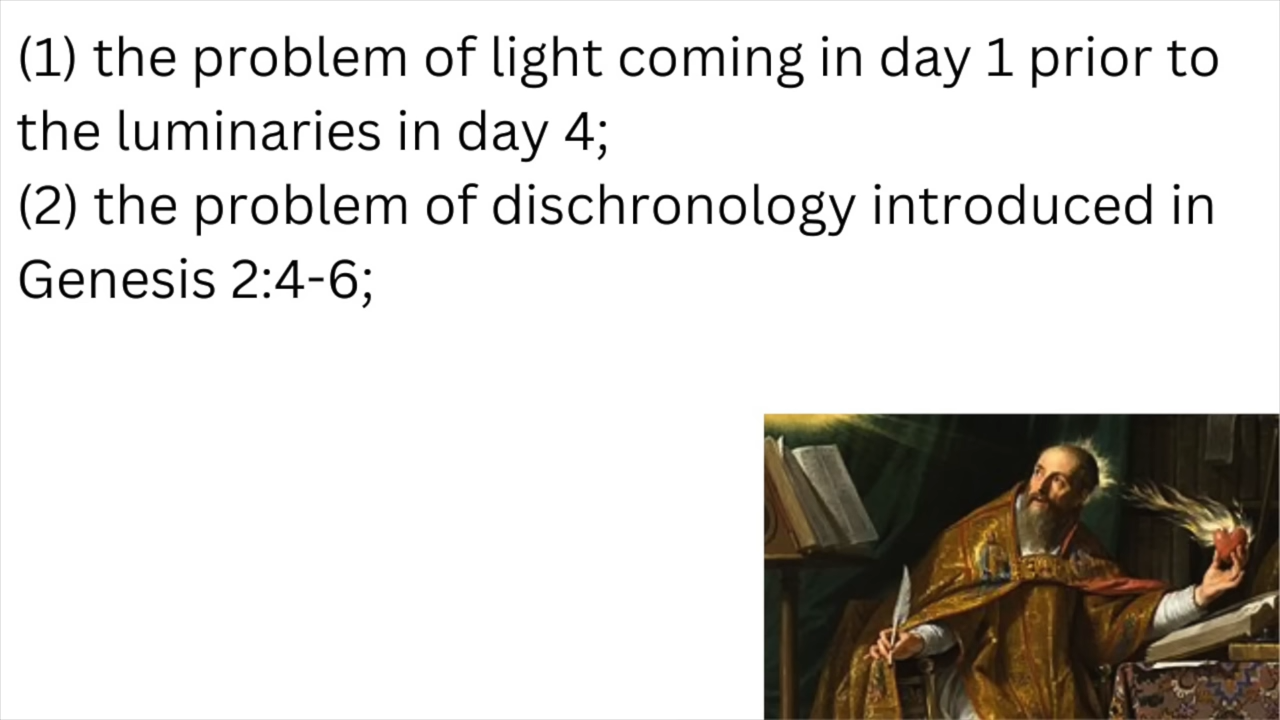 (1) the problem of light coming in day 1 prior to
the luminaries in day 4;
(2) the problem of dischronology introduced in
Genesis 2:4-6;